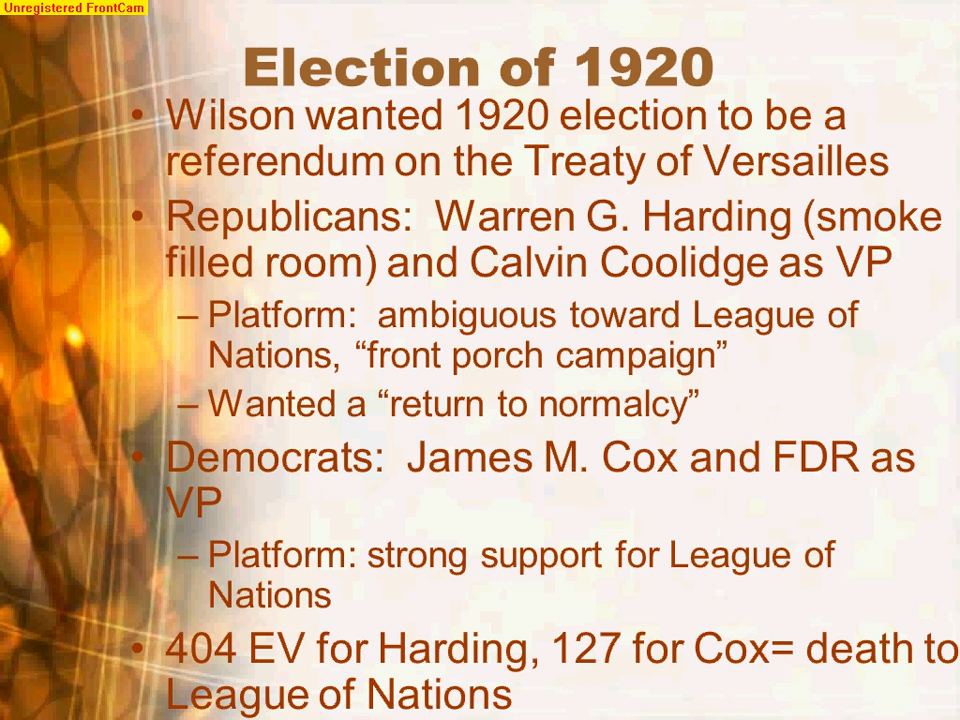 Unregistered FrontCam
Election of 1920
• Wilson wanted 1920 election to be a
referendum on the Treaty of Versailles
• Republicans:  Warren G. Harding (smoke
filled room) and Calvin Coolidge as VP
– Platform:  ambiguous toward League of
Nations, “front porch campaign”
– Wanted a “return to normalcy”
• Democrats:  James M. Cox and FDR as
VP
– Platform: strong support for League of
Nations
• 404 EV for Harding, 127 for Cox= death to
League of Nations